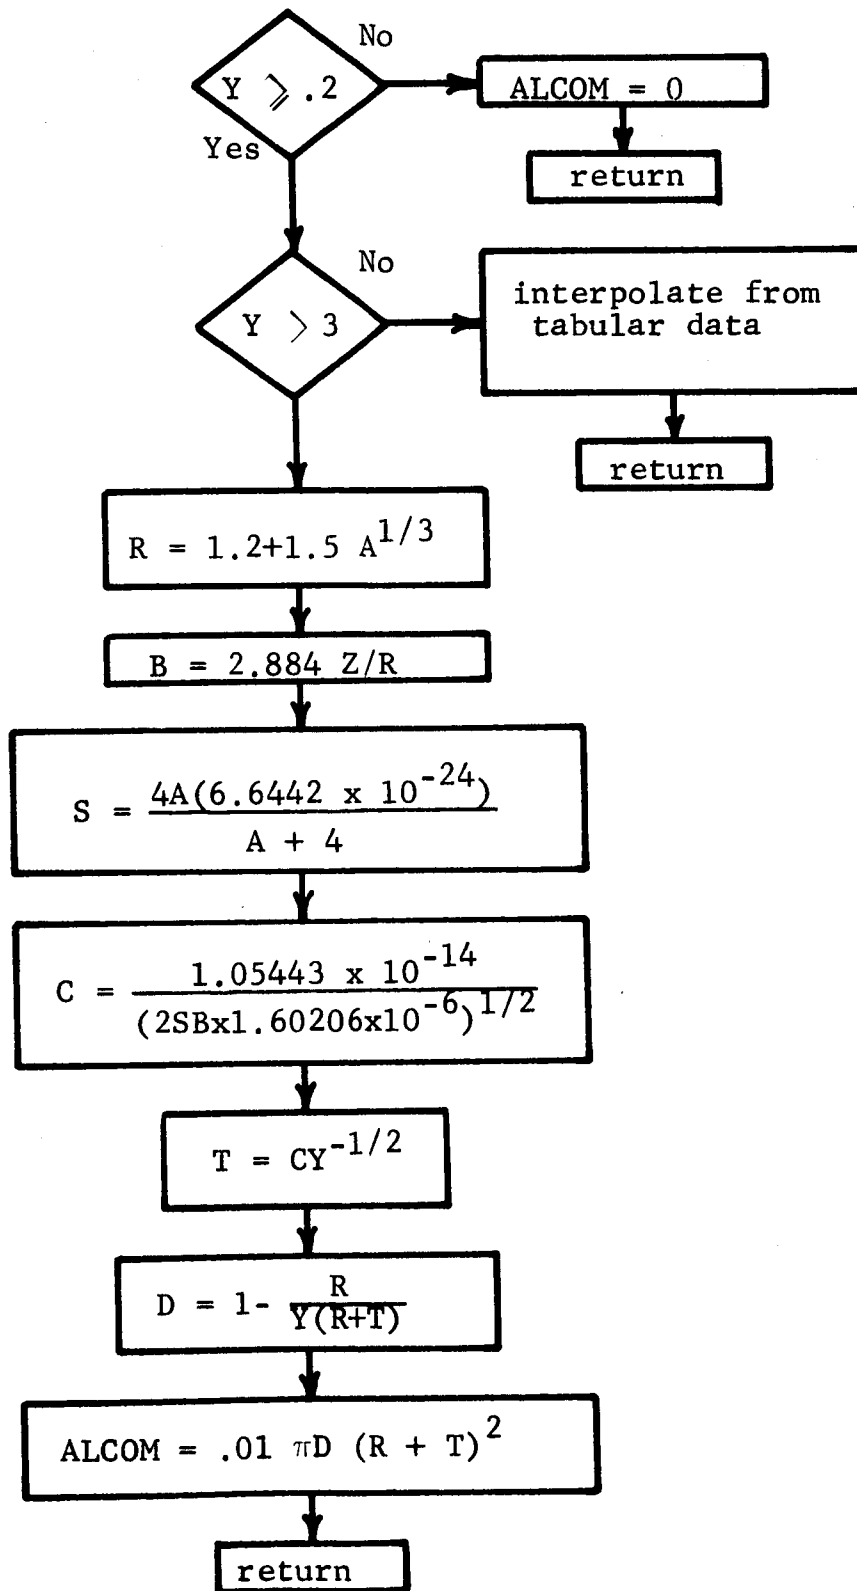 No
Y ⩾ .2
ALCOM = 0
Yes
return
No
interpolate from
tabular data
Y > 3
return
R = 1.2+1.5 A^1/3
B = 2.884 Z/R
S = 4A(6.6442 x 10^-24)
A + 4
C = 1.05443 x 10^-14
(2SBx1.60206x10^-6)^1/2
T = CY^-1/2
D = 1- R
Y(R+T)
ALCOM = .01 πD (R + T)^2
return